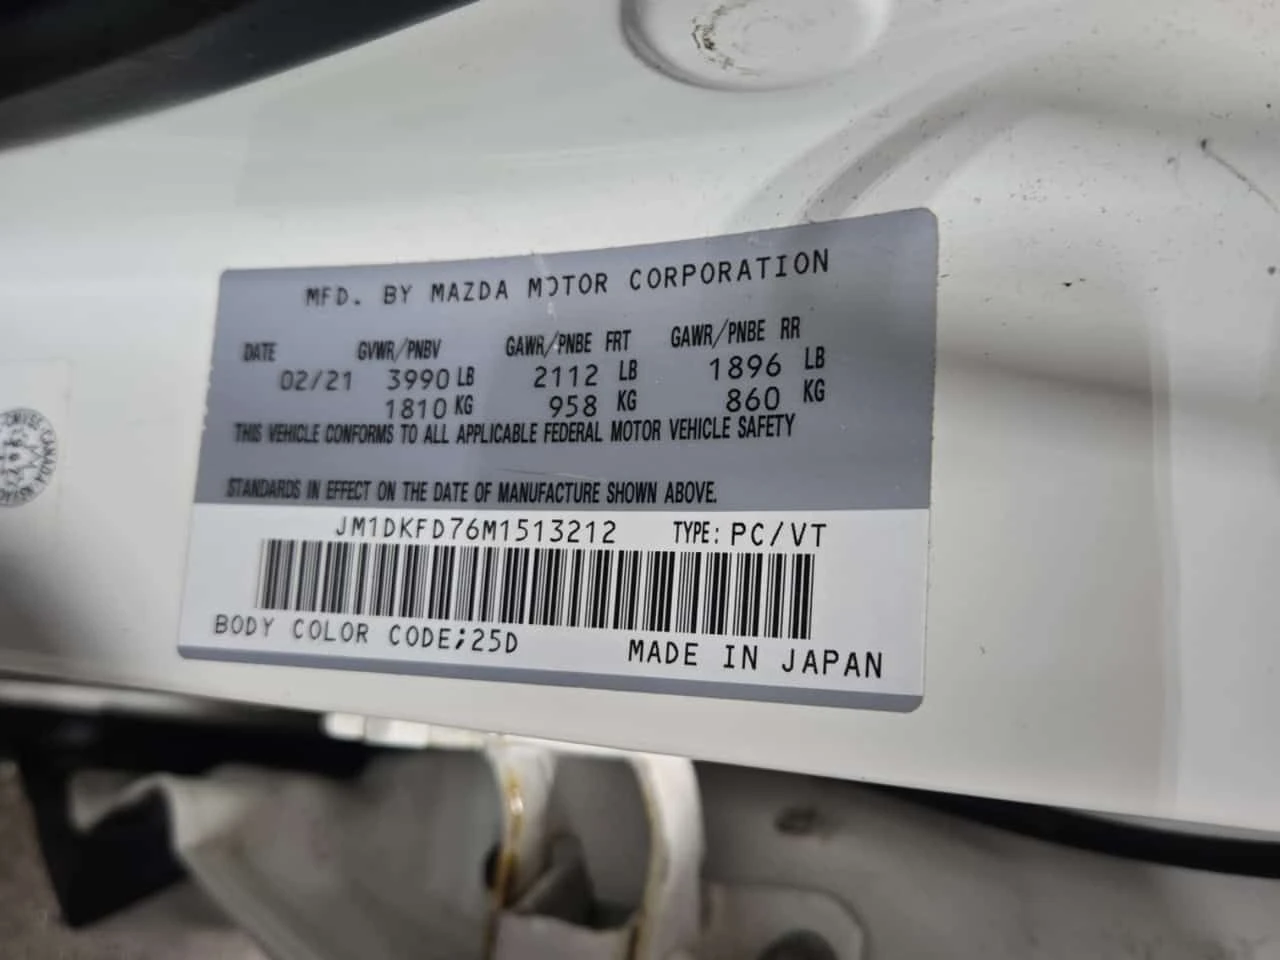 MFD. BY MAZDA MOTOR CORPORATION
DATE GVWR/PNBV GAWR/PNBE FRT GAWR/PNBE RR
02/21 3990 LB 2112 LB 1896 LB
1810 KG 958 KG 860 KG
THIS VEHICLE CONFORMS TO ALL APPLICABLE FEDERAL MOTOR VEHICLE SAFETY
STANDARDS IN EFFECT ON THE DATE OF MANUFACTURE SHOWN ABOVE.
JM1DKFD76M1513212 TYPE: PC/VT
BODY COLOR CODE;25D MADE IN JAPAN
CANADA